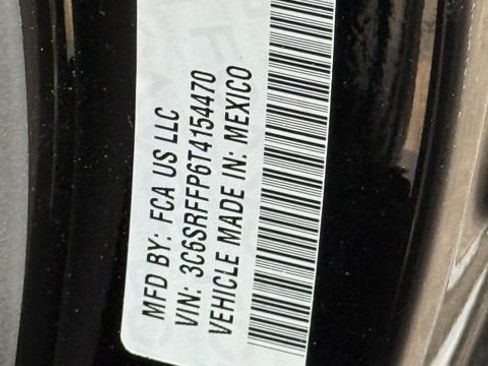 MFD BY: FCA US LLC
VIN: 3C6SRFFP6T4154470
VEHICLE MADE IN: MEXICO